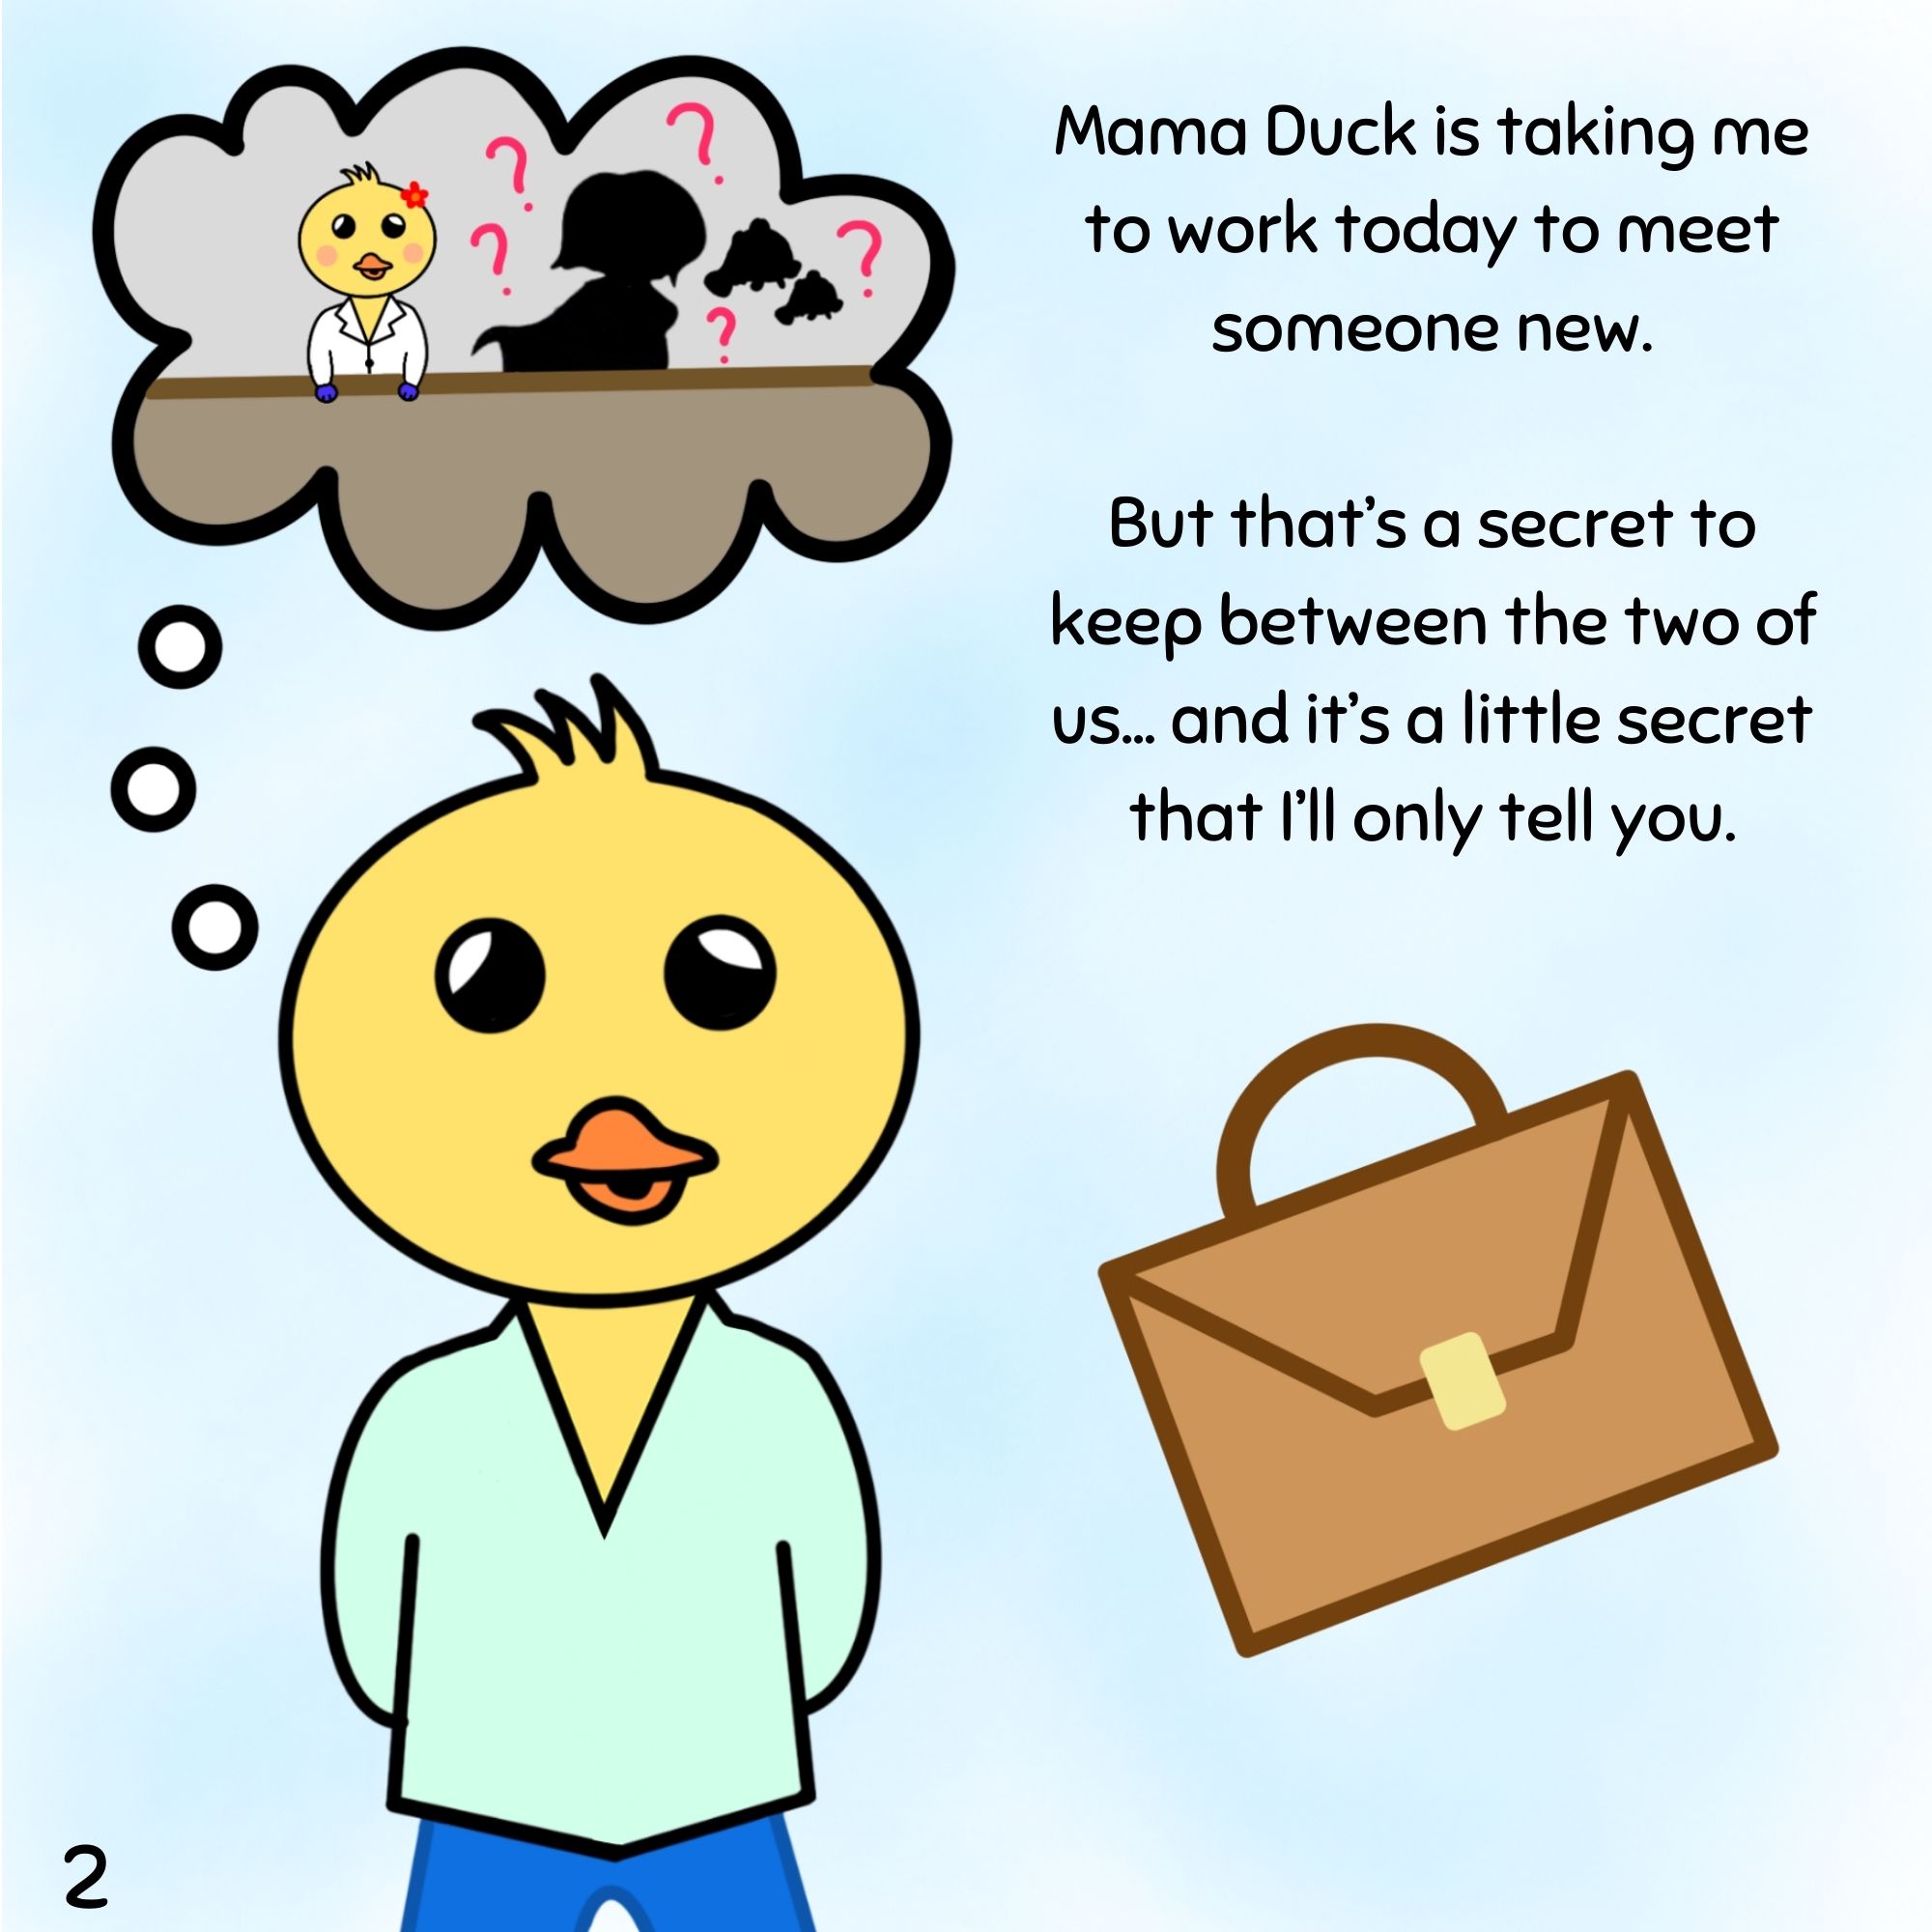 ?
?
?
?
?
Mama Duck is taking me
to work today to meet
someone new.
But that's a secret to
keep between the two of
us... and it's a little secret
that I'll only tell you.
2